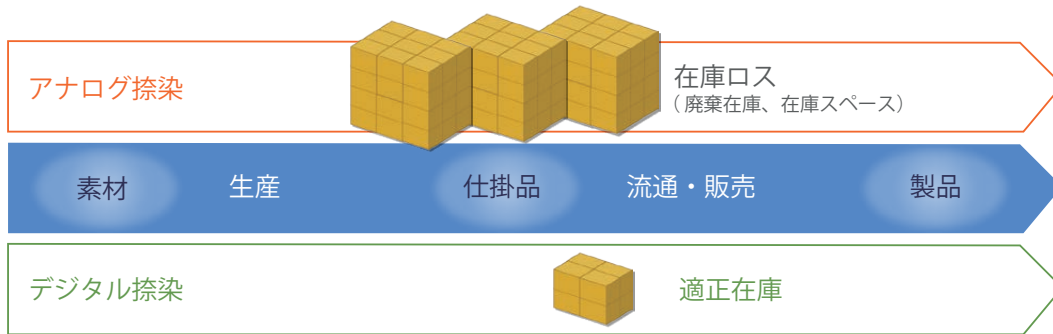 アナログ捺染
在庫ロス
(廃棄在庫、在庫スペース)
素材
生産
仕掛品
流通・販売
製品
デジタル捺染
適正在庫